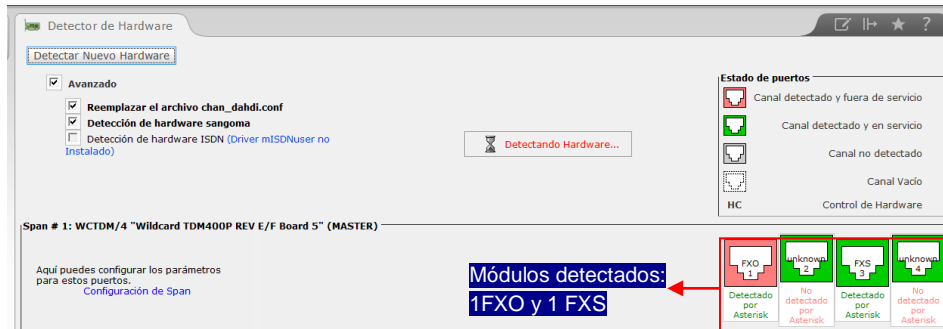 Detector de Hardware
?
Detectar Nuevo Hardware
Avanzado
Reemplazar el archivo chan_dahdi.conf
Detección de hardware sangoma
Detección de hardware ISDN (Driver mISDNuser no
Instalado)
Detectando Hardware...
Estado de puertos
Canal detectado y fuera de servicio
Canal detectado y en servicio
Canal no detectado
Canal Vacío
HC Control de Hardware
Span # 1: WCTDM/4 "Wildcard TDM400P REV E/F Board 5" (MASTER)
Aquí puedes configurar los parámetros
para estos puertos.
Configuración de Span
Módulos detectados:
1FXO y 1 FXS
FXO
1
Detectado
por
Asterisk
unknown
2
No
detectado
por
Asterisk
FXS
3
Detectado
por
Asterisk
unknown
4
No
detectado
por
Asterisk